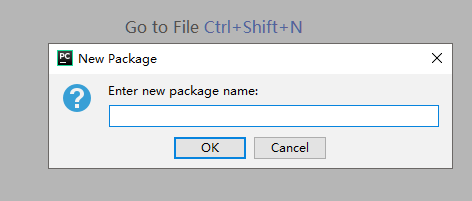 Go to File Ctrl+Shift+N
PC
New Package
Enter new package name:
OK
Cancel